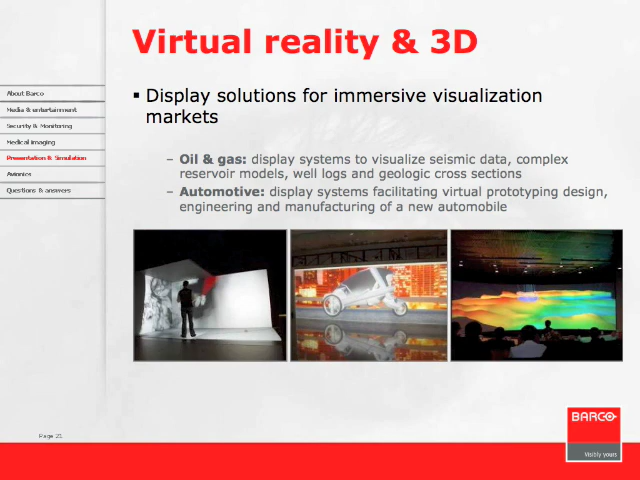 Virtual reality & 3D
About Barco
Media & entertainment
Security & Monitoring
Medical Imaging
Presentation & Simulation
Avionics
Questions & answers
▪ Display solutions for immersive visualization
markets
– Oil & gas: display systems to visualize seismic data, complex
reservoir models, well logs and geologic cross sections
– Automotive: display systems facilitating virtual prototyping design,
engineering and manufacturing of a new automobile
BARCO
Visibly yours
Page 21